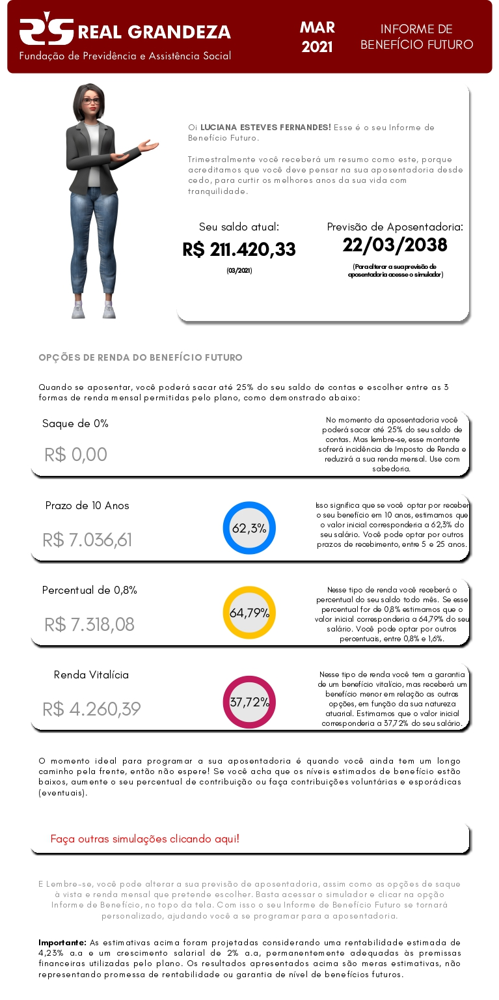 REAL GRANDEZA
Fundação de Previdência e Assistência Social
MAR
2021
INFORME DE
BENEFÍCIO FUTURO
Oi LUCIANA ESTEVES FERNANDES! Esse é o seu Informe de
Benefício Futuro.
Trimestralmente você receberá um resumo como este, porque
acreditamos que você deve pensar na sua aposentadoria desde
cedo, para curtir os melhores anos da sua vida com
tranquilidade.
Seu saldo atual:
R$ 211.420,33
(03/2021)
Previsão de Aposentadoria:
22/03/2038
(Para alterar a sua previsão de
aposentadoria acesse o simulador)
OPÇÕES DE RENDA DO BENEFÍCIO FUTURO
Quando se aposentar, você poderá sacar até 25% do seu saldo de contas e escolher entre as 3
formas de renda mensal permitidas pelo plano, como demonstrado abaixo:
Saque de 0%
R$ 0,00
No momento da aposentadoria você
poderá sacar até 25% do seu saldo de
contas. Mas lembre-se, esse montante
sofrerá incidência de Imposto de Renda e
reduzirá a sua renda mensal. Use com
sabedoria.
Prazo de 10 Anos
R$ 7.036,61
62,3%
Isso significa que se você optar por receber
o seu benefício em 10 anos, estimamos que
o valor inicial corresponderia a 62,3% do
seu salário. Você pode optar por outros
prazos de recebimento, entre 5 e 25 anos.
Percentual de 0,8%
R$ 7.318,08
64,79%
Nesse tipo de renda você receberá o
percentual do seu saldo todo mês. Se esse
percentual for de 0,8% estimamos que o
valor inicial corresponderia a 64,79% do seu
salário. Você pode optar por outros
percentuais, entre 0,8% e 1,6%.
Renda Vitalícia
R$ 4.260,39
37,72%
Nesse tipo de renda você tem a garantia
de um benefício vitalício, mas receberá um
benefício menor em relação as outras
opções, em função da sua natureza
atuarial. Estimamos que o valor inicial
corresponderia a 37,72% do seu salário.
O momento ideal para programar a sua aposentadoria é quando você ainda tem um longo
caminho pela frente, então não espere! Se você acha que os níveis estimados de benefício estão
baixos, aumente o seu percentual de contribuição ou faça contribuições voluntárias e esporádicas
(eventuais).
Faça outras simulações clicando aqui!
E Lembre-se, você pode alterar a sua previsão de aposentadoria, assim como as opções de saque
à vista e renda mensal que pretende escolher. Basta acessar o simulador e clicar na opção
Informe de Benefício, no topo da tela. Com isso o seu Informe de Benefício Futuro se tornará
personalizado, ajudando você a se programar para a aposentadoria.
Importante: As estimativas acima foram projetadas considerando uma rentabilidade estimada de
4,23% a.a e um crescimento salarial de 2% a.a, permanentemente adequadas às premissas
financeiras utilizadas pelo plano. Os resultados apresentados acima são meras estimativas, não
representando promessa de rentabilidade ou garantia de nível de benefícios futuros.